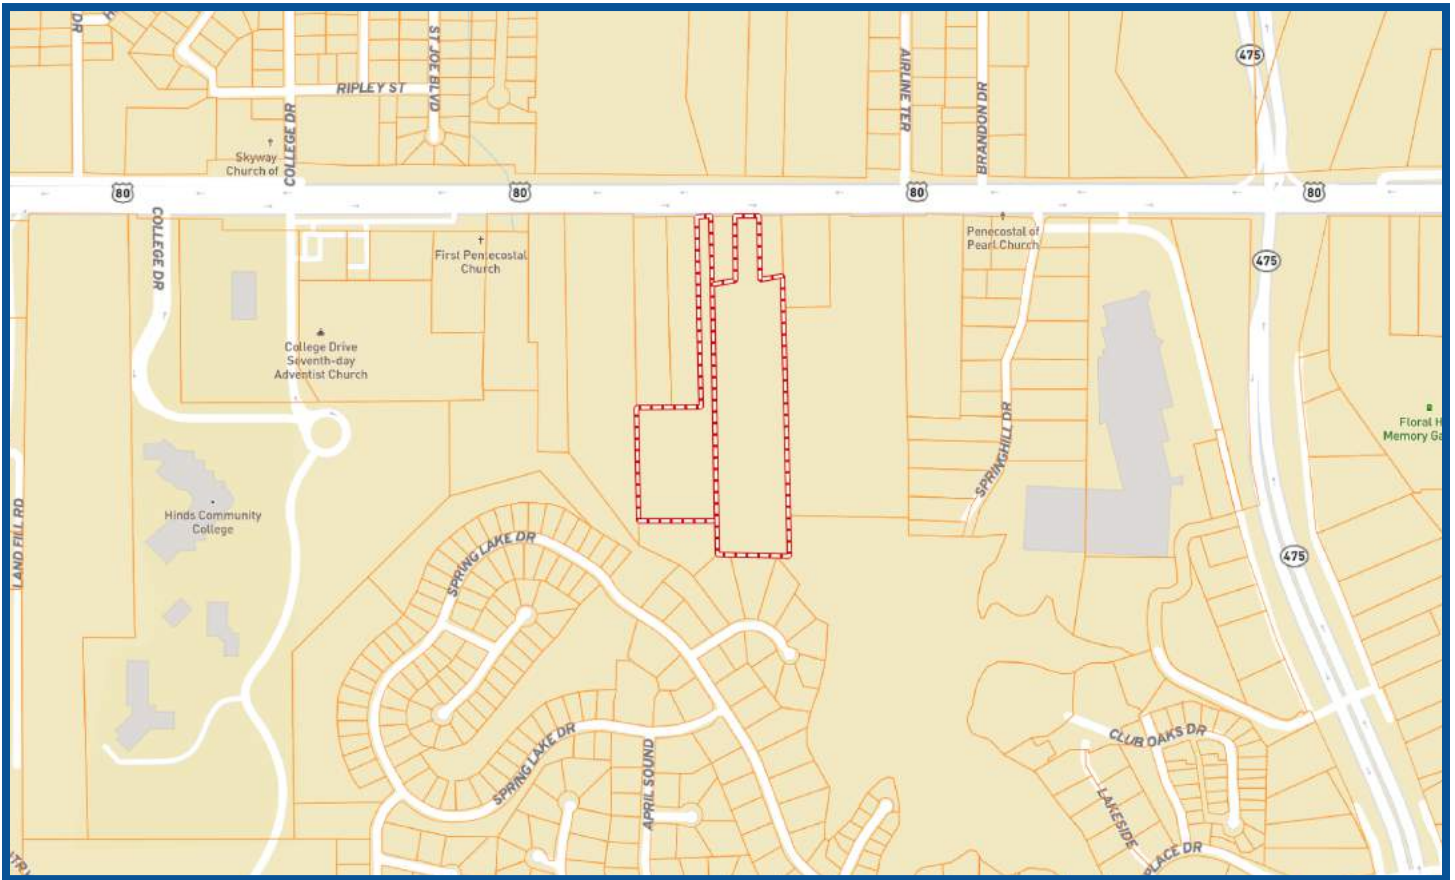 DR
475
RIPLEY ST
ST JOE BLVD
COLLEGE DR
AIRLINE TER
BRANDON DR
Skyway
Church of
80
80
80
80
COLLEGE DR
First Pentecostal
Church
Penecostal of
Pearl Church
475
College Drive
Seventh-day
Adventist Church
Floral H
Memory Ga
SPRINGHILL DR
Hinds Community
College
LAND FILL RD
SPRING LAKE DR
475
SPRING LAKE DR
CLUB OAKS DR
APRIL SOUND
LAKESIDE
PLACE DR
NTRY